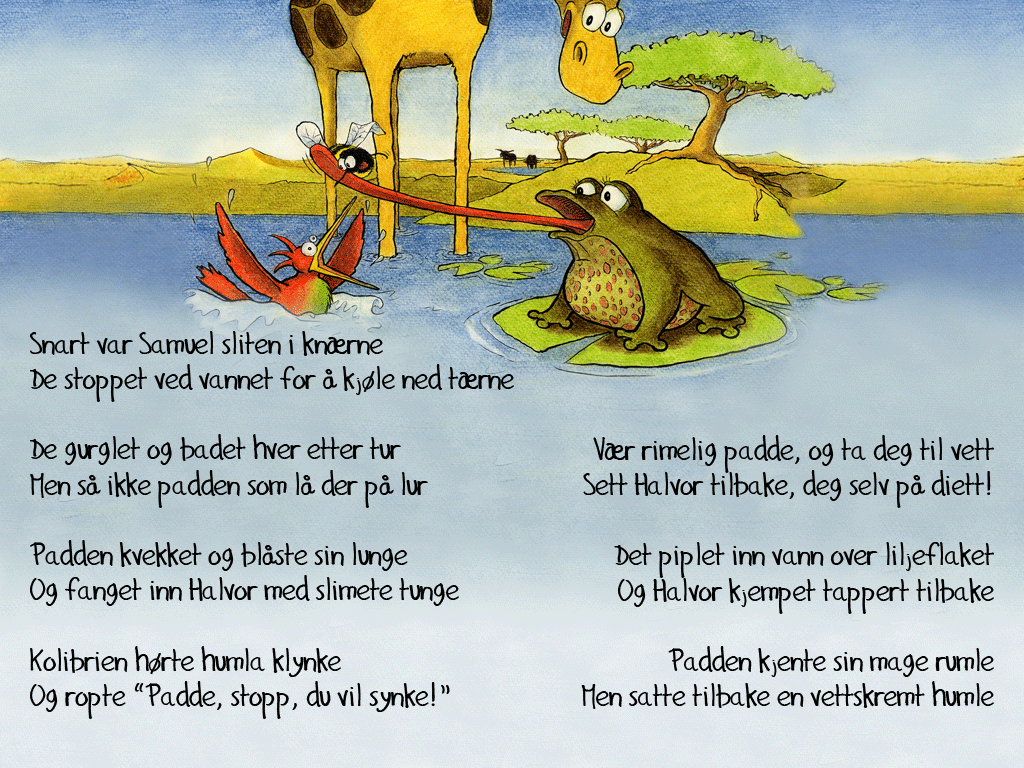 Snart var Samuel sliten i knærne
De stoppet ved vannet for å kjøle ned tærne
De gurglet og badet hver etter tur
Men så ikke padden som lå der på lur
Padden kvekket og blåste sin lunge
Og fanget inn Halvor med slimete tunge
Kolibrien hørte humla klynke
Og ropte “Padde, stopp, du vil synke!”
Vær rimelig padde, og ta deg til vett
Sett Halvor tilbake, deg selv på diett!
Det piplet inn vann over liljeflaket
Og Halvor kjempet tappert tilbake
Padden kjente sin mage rumle
Men satte tilbake en vettskremt humle